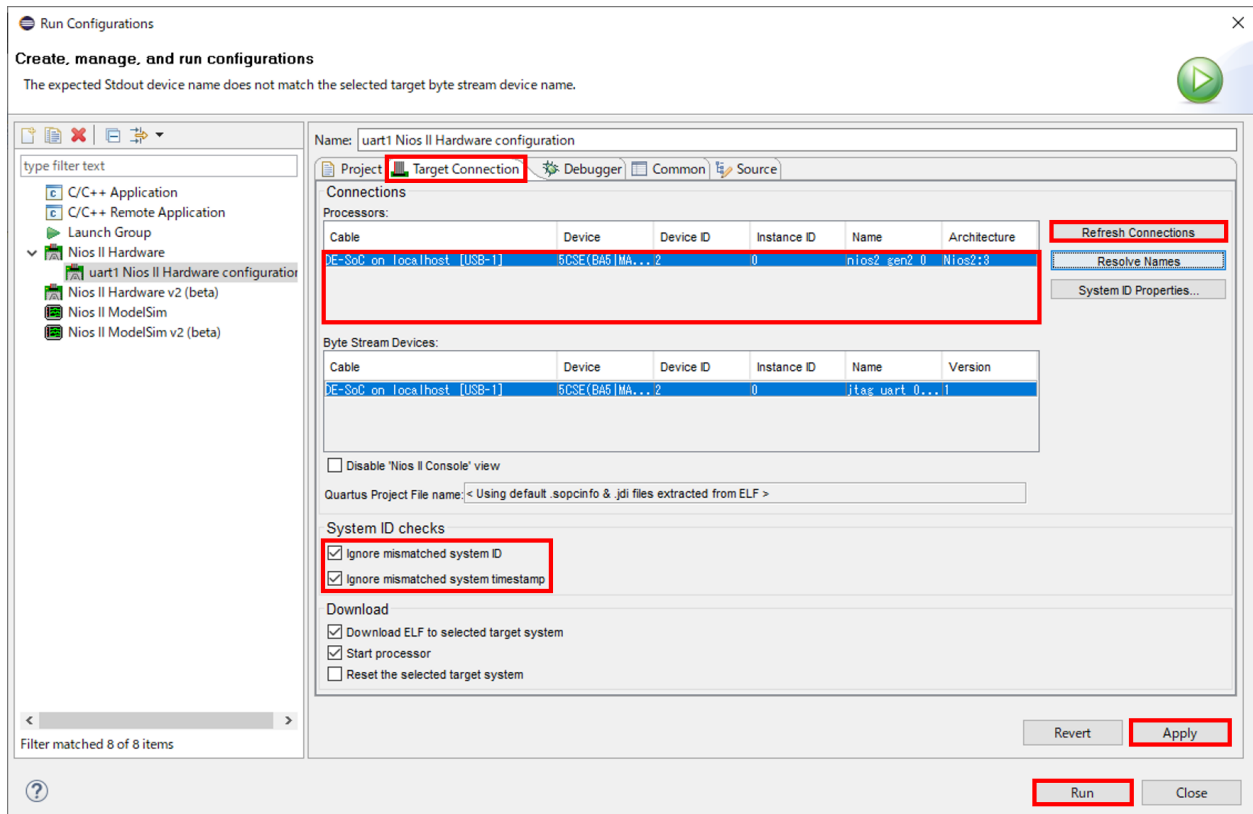 Run Configurations
Create, manage, and run configurations
The expected Stdout device name does not match the selected target byte stream device name.
type filter text
C/C++ Application
C/C++ Remote Application
Launch Group
Nios II Hardware
uart1 Nios II Hardware configuration
Nios II Hardware v2 (beta)
Nios II ModelSim
Nios II ModelSim v2 (beta)
Filter matched 8 of 8 items
Name: uart1 Nios II Hardware configuration
Project Target Connection Debugger Common Source
Connections
Processors:
Cable Device Device ID Instance ID Name Architecture
DE-SoC on localhost [USB-1] 5CSE(BA5|MA... 2 0 nios2_gen2_0 Nios2:3
Refresh Connections
Resolve Names
System ID Properties...
Byte Stream Devices:
Cable Device Device ID Instance ID Name Version
DE-SoC on localhost [USB-1] 5CSE(BA5|MA... 2 0 jtag_uart_0... 1
Disable 'Nios II Console' view
Quartus Project File name: < Using default .sopcinfo & .jdi files extracted from ELF >
System ID checks
Ignore mismatched system ID
Ignore mismatched system timestamp
Download
Download ELF to selected target system
Start processor
Reset the selected target system
Revert Apply
Run Close